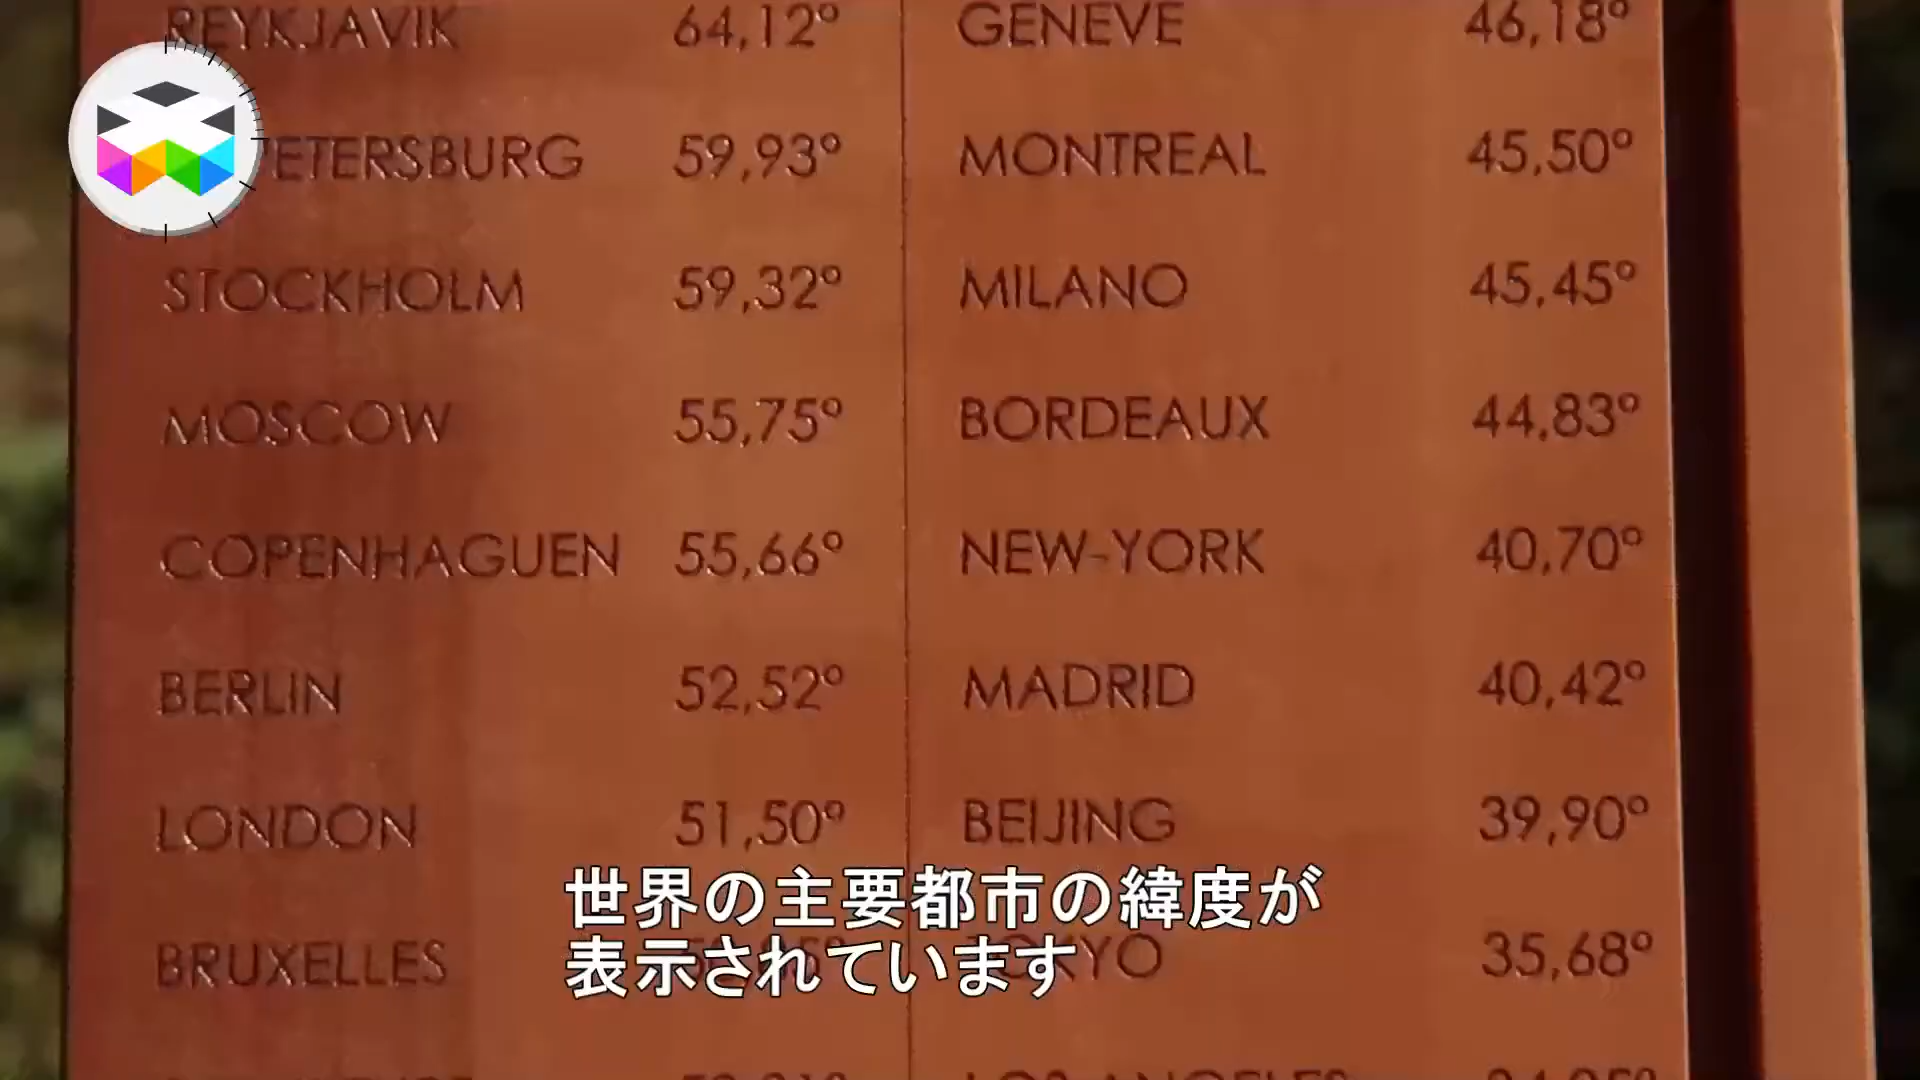 REYKJAVIK 64,12° GENEVE 46,18°
PETERSBURG 59,93° MONTREAL 45,50°
STOCKHOLM 59,32° MILANO 45,45°
MOSCOW 55,75° BORDEAUX 44,83°
COPENHAGUEN 55,66° NEW-YORK 40,70°
BERLIN 52,52° MADRID 40,42°
LONDON 51,50° BEIJING 39,90°
BRUXELLES TOKYO 35,68°
LOS ANGELES
世界の主要都市の緯度が
表示されています